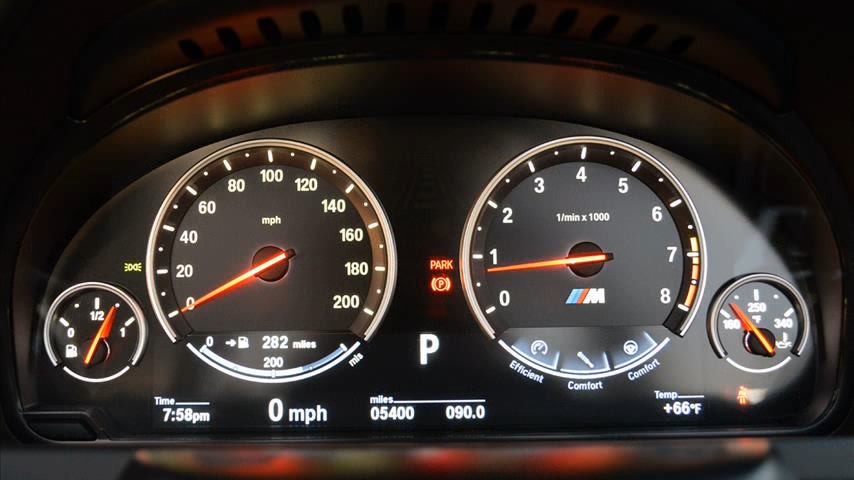 0
20
40
60
80
100
120
140
160
180
200
mph
0
1
2
3
4
5
6
7
8
1/min x 1000
M
PARK
P
0
1/2
1
160
250
340
°F
0 282 miles
200
mls
P
Efficient
Comfort
Comfort
Time
7:58pm
0 mph
miles
05400 090.0
Temp
+66°F